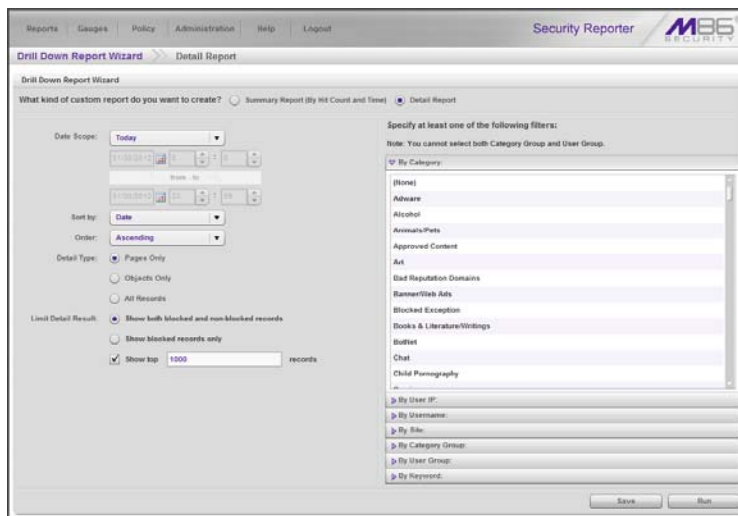 Reports Gauges Policy Administration Help Logout
Security Reporter
M86 SECURITY
Drill Down Report Wizard Detail Report
Drill Down Report Wizard
What kind of custom report do you want to create? Summary Report (By Hit Count and Time) Detail Report
Date Scope: Today
from - to
Sort by: Date
Order: Ascending
Detail Type: Pages Only
Objects Only
All Records
Limit Detail Result: Show both blocked and non-blocked records
Show blocked records only
Show top 1000 records
Specify at least one of the following filters:
Note: You cannot select both Category Group and User Group.
By Category:
(None)
Adware
Alcohol
Animals/Pets
Approved Content
Art
Bad Reputation Domains
Banner/Web Ads
Blocked Exception
Books & Literature/Writings
BotNet
Chat
Child Pornography
By User IP:
By Username:
By Site:
By Category Group:
By User Group:
By Keyword:
Save Run